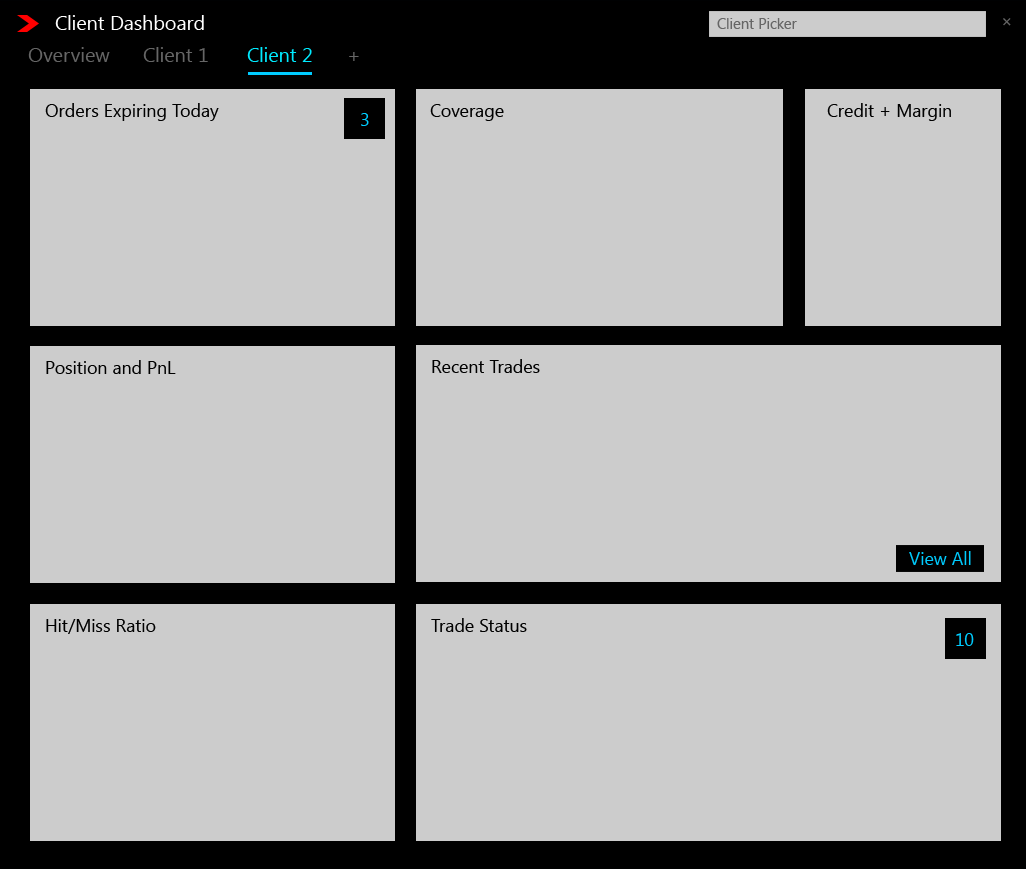 Client Dashboard
Client Picker
×
Overview
Client 1
Client 2
+
Orders Expiring Today
3
Coverage
Credit + Margin
Position and PnL
Recent Trades
View All
Hit/Miss Ratio
Trade Status
10